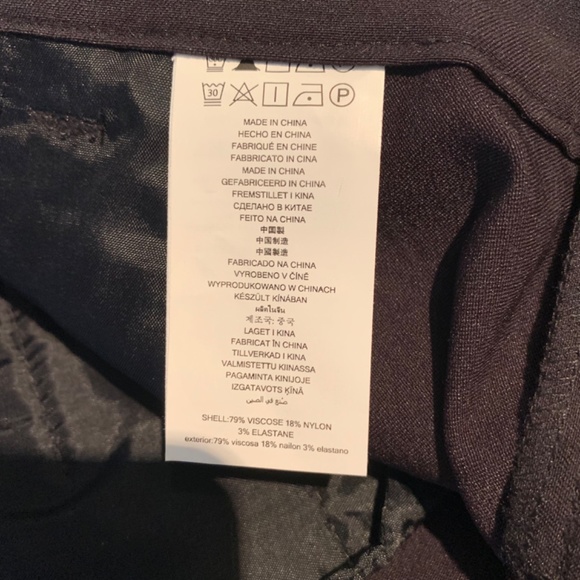 30 P
MADE IN CHINA
HECHO EN CHINA
FABRIQUÉ EN CHINE
FABBRICATO IN CINA
MADE IN CHINA
GEFABRICEERD IN CHINA
FREMSTILLET I KINA
СДЕЛАНО В КИТАЕ
FEITO NA CHINA
中国製
中国制造
中國製造
FABRICADO NA CHINA
VYROBENO V ČÍNĚ
WYPRODUKOWANO W CHINACH
KÉSZÜLT KÍNÁBAN
ผลิตในจีน
제조국: 중국
LAGET I KINA
FABRICAT ÎN CHINA
TILLVERKAD I KINA
VALMISTETTU KIINASSA
PAGAMINTA KINIJOJE
IZGATAVOTS ĶĪNĀ
صُنع في الصين
SHELL:79% VISCOSE 18% NYLON
3% ELASTANE
exterior:79% viscosa 18% nailon 3% elastano